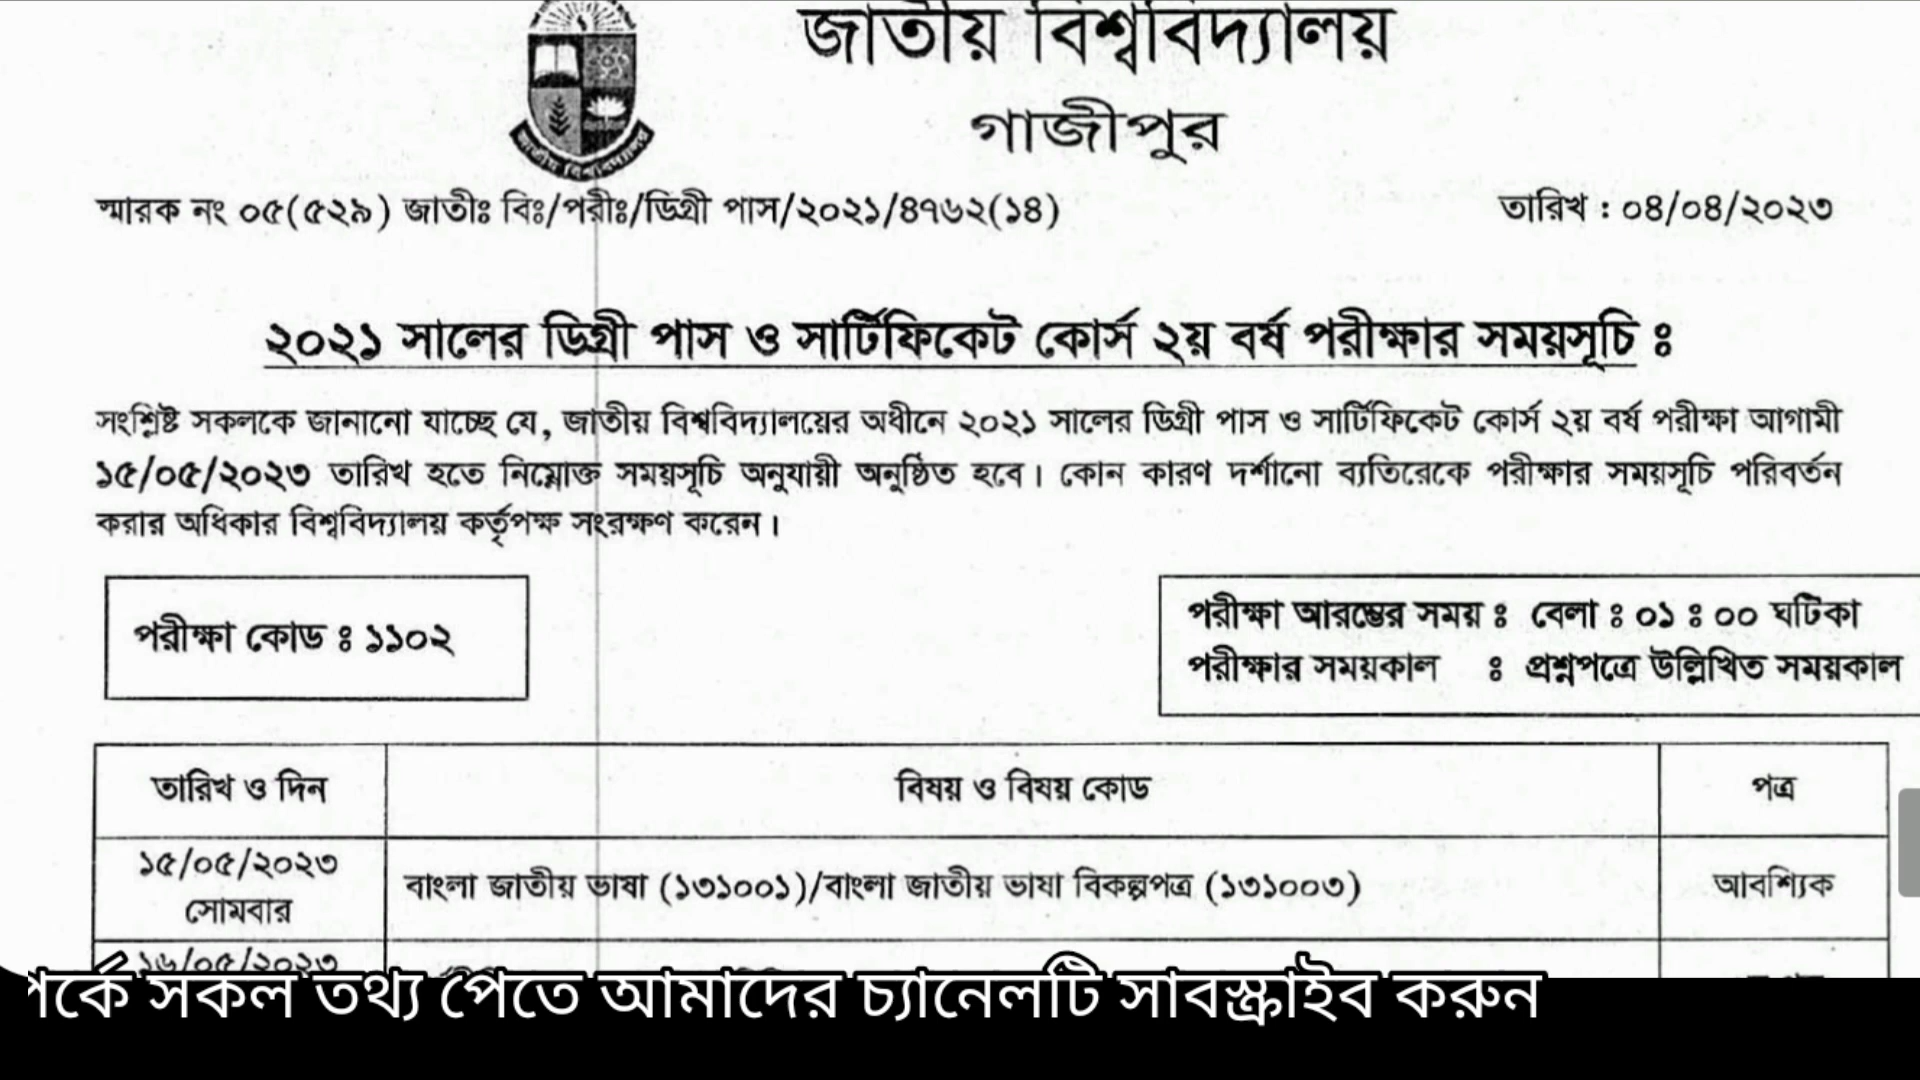 জাতীয় বিশ্ববিদ্যালয়
গাজীপুর
স্মারক নং ০৫(৫২৯) জাতীঃ বিঃ/পরীঃ/ডিগ্রী পাস/২০২১/৪৭৬২(১৪) তারিখ : ০৪/০৪/২০২৩
২০২১ সালের ডিগ্রী পাস ও সার্টিফিকেট কোর্স ২য় বর্ষ পরীক্ষার সময়সূচি ঃ
সংশ্লিষ্ট সকলকে জানানো যাচ্ছে যে, জাতীয় বিশ্ববিদ্যালয়ের অধীনে ২০২১ সালের ডিগ্রী পাস ও সার্টিফিকেট কোর্স ২য় বর্ষ পরীক্ষা আগামী
১৫/০৫/২০২৩ তারিখ হতে নিম্নোক্ত সময়সূচি অনুযায়ী অনুষ্ঠিত হবে। কোন কারণ দর্শানো ব্যতিরেকে পরীক্ষার সময়সূচি পরিবর্তন
করার অধিকার বিশ্ববিদ্যালয় কর্তৃপক্ষ সংরক্ষণ করেন।
পরীক্ষা কোড ঃ ১১০২
পরীক্ষা আরম্ভের সময় ঃ বেলা ঃ ০১ ঃ ০০ ঘটিকা
পরীক্ষার সময়কাল ঃ প্রশ্নপত্রে উল্লিখিত সময়কাল
তারিখ ও দিন বিষয় ও বিষয় কোড পত্র
১৫/০৫/২০২৩
সোমবার
বাংলা জাতীয় ভাষা (১৩১০০১)/বাংলা জাতীয় ভাষা বিকল্পপত্র (১৩১০০৩) আবশ্যিক
১৬/০৫/২০২৩
সকল তথ্য পেতে আমাদের চ্যানেলটি সাবস্ক্রাইব করুন